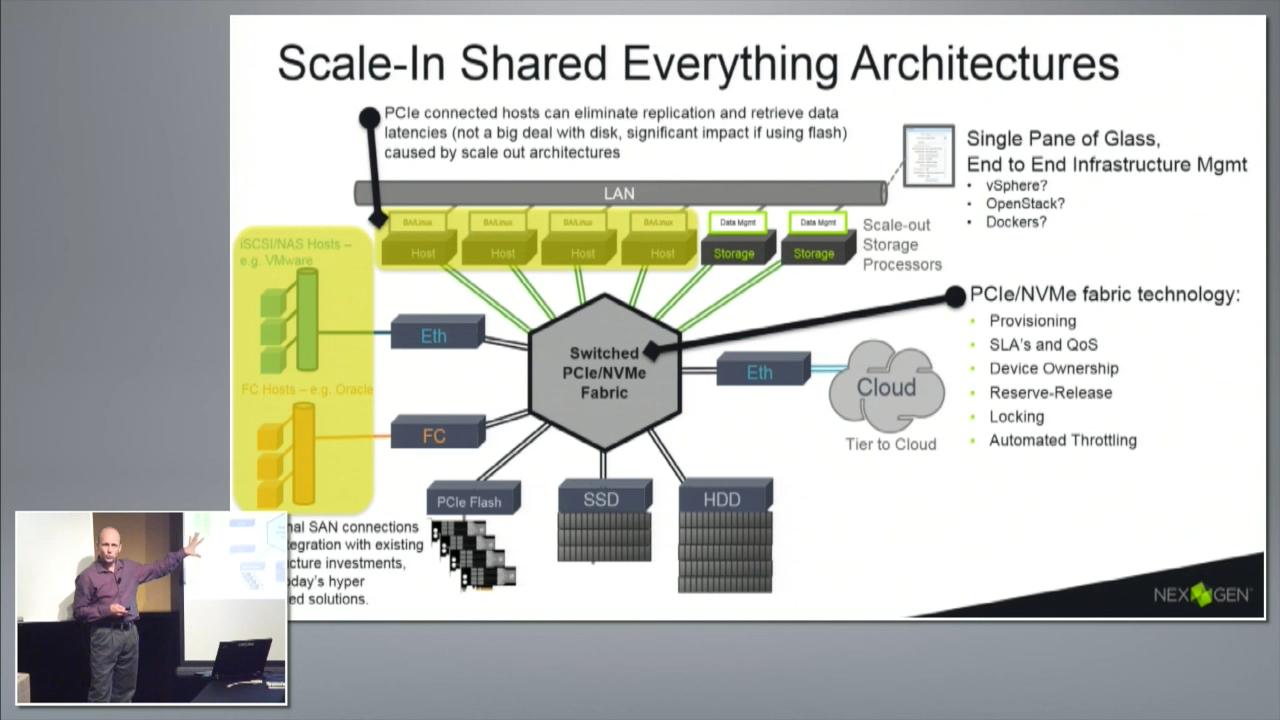 Scale-In Shared Everything Architectures
PCIe connected hosts can eliminate replication and retrieve data
latencies (not a big deal with disk, significant impact if using flash)
caused by scale out architectures
Single Pane of Glass,
End to End Infrastructure Mgmt
• vSphere?
• OpenStack?
• Dockers?
LAN
BA/Linux
BA/Linux
BA/Linux
BA/Linux
Data Mgmt
Data Mgmt
Host
Host
Host
Host
Storage
Storage
Scale-out
Storage
Processors
iSCSI/NAS Hosts –
e.g. VMware
Eth
FC Hosts – e.g. Oracle
FC
Switched
PCIe/NVMe
Fabric
Eth
Cloud
Tier to Cloud
PCIe/NVMe fabric technology:
• Provisioning
• SLA's and QoS
• Device Ownership
• Reserve-Release
• Locking
• Automated Throttling
PCIe Flash
SSD
HDD
nal SAN connections
tegration with existing
cture investments,
oday's hyper
ed solutions.
NEXGEN